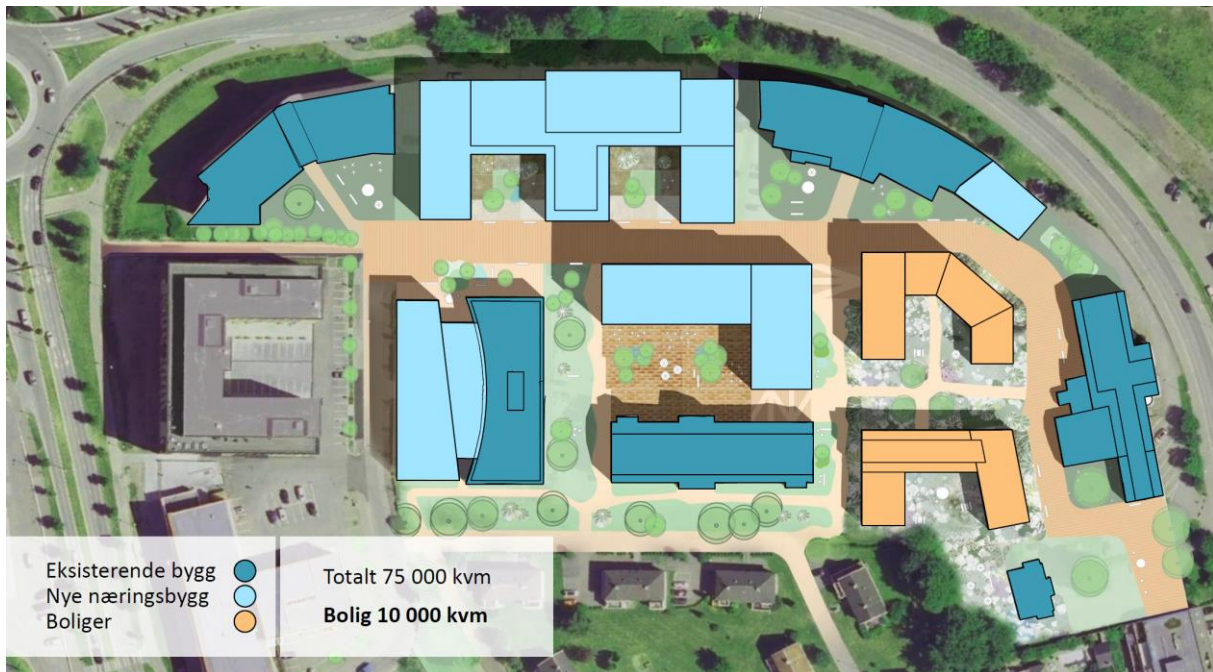 Eksisterende bygg
Nye næringsbygg
Boliger
Totalt 75 000 kvm
Bolig 10 000 kvm